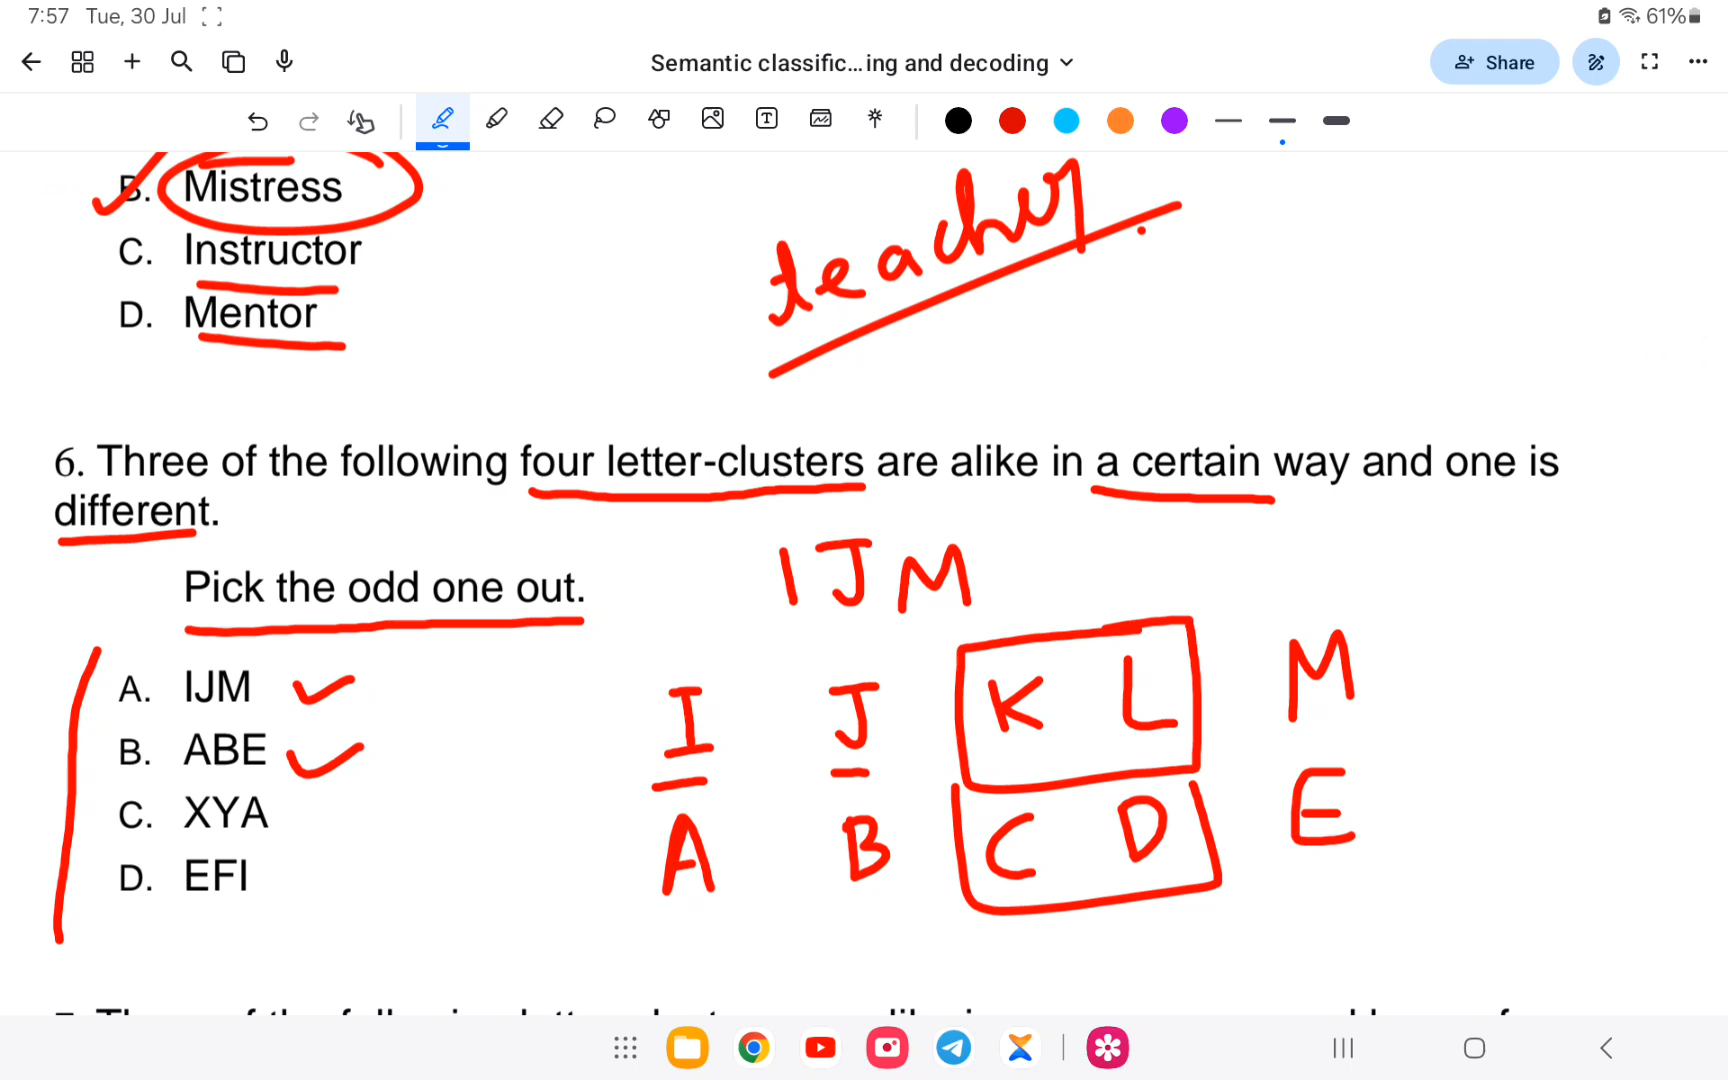 7:57 Tue, 30 Jul 61%
Semantic classific...ing and decoding
Share
B. Mistress
C. Instructor
D. Mentor
teacher
6. Three of the following four letter-clusters are alike in a certain way and one is
different.
Pick the odd one out.
IJM
A. IJM
B. ABE
C. XYA
D. EFI
I J K L M
A B C D E